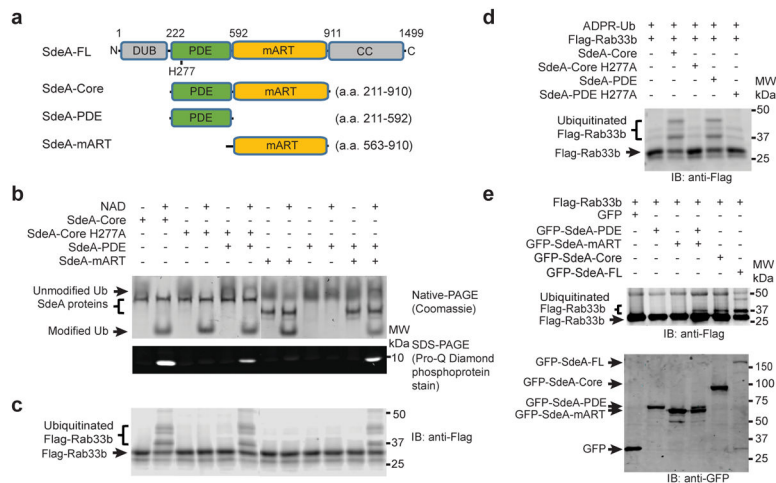 a
1 222 592 911 1499
SdeA-FL N DUB PDE mART CC C
H277
SdeA-Core PDE mART (a.a. 211-910)
SdeA-PDE PDE (a.a. 211-592)
SdeA-mART mART (a.a. 563-910)
b
NAD - + - + - + - + - + - +
SdeA-Core + +
SdeA-Core H277A + + + +
SdeA-PDE + + + + + +
SdeA-mART + + + +
Unmodified Ub
SdeA proteins
Modified Ub
Native-PAGE
(Coomassie)
MW
kDa
10
SDS-PAGE
(Pro-Q Diamond
phosphoprotein
stain)
c
Ubiquitinated
Flag-Rab33b
Flag-Rab33b
50
37
25
IB: anti-Flag
d
ADPR-Ub + + + + +
Flag-Rab33b + + + + +
SdeA-Core +
SdeA-Core H277A +
SdeA-PDE +
SdeA-PDE H277A +
MW
kDa
Ubiquitinated
Flag-Rab33b
Flag-Rab33b
50
37
25
IB: anti-Flag
e
Flag-Rab33b + + + + + +
GFP +
GFP-SdeA-PDE + +
GFP-SdeA-mART + +
GFP-SdeA-Core +
GFP-SdeA-FL +
MW
kDa
Ubiquitinated
Flag-Rab33b
Flag-Rab33b
50
37
25
IB: anti-Flag
GFP-SdeA-FL
GFP-SdeA-Core
GFP-SdeA-PDE
GFP-SdeA-mART
GFP
150
100
75
50
37
25
IB: anti-GFP